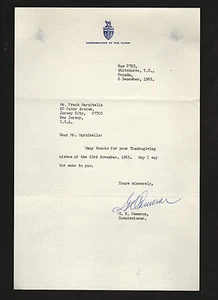 COMMISSIONER OF THE YUKON
Box 2703,
Whitehorse, Y.T.,
Canada,
6 December, 1965.
Mr. Frank Marchitello
20 Cator Avenue,
Jersey City, 07305
New Jersey,
U.S.A.
Dear Mr. Marchitello:
Many thanks for your Thanksgiving
wishes of the 23rd November, 1965. May I say
the same to you.
Yours sincerely,
G. R. Cameron,
Commissioner.